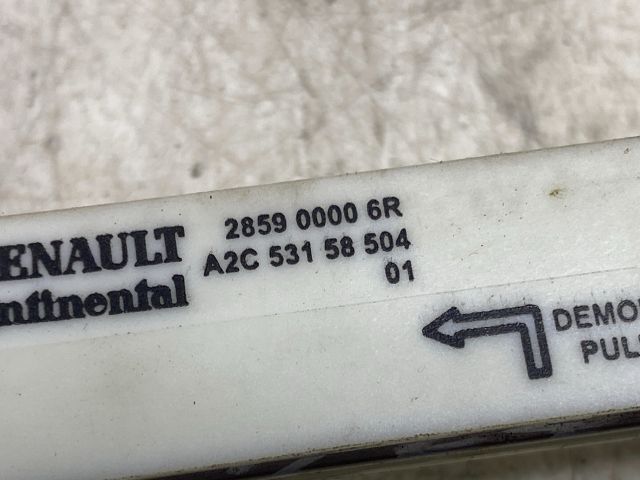 ENAULT
ntinental
2859 0000 6R
A2C 531 58 504
01
DEMO
PUL